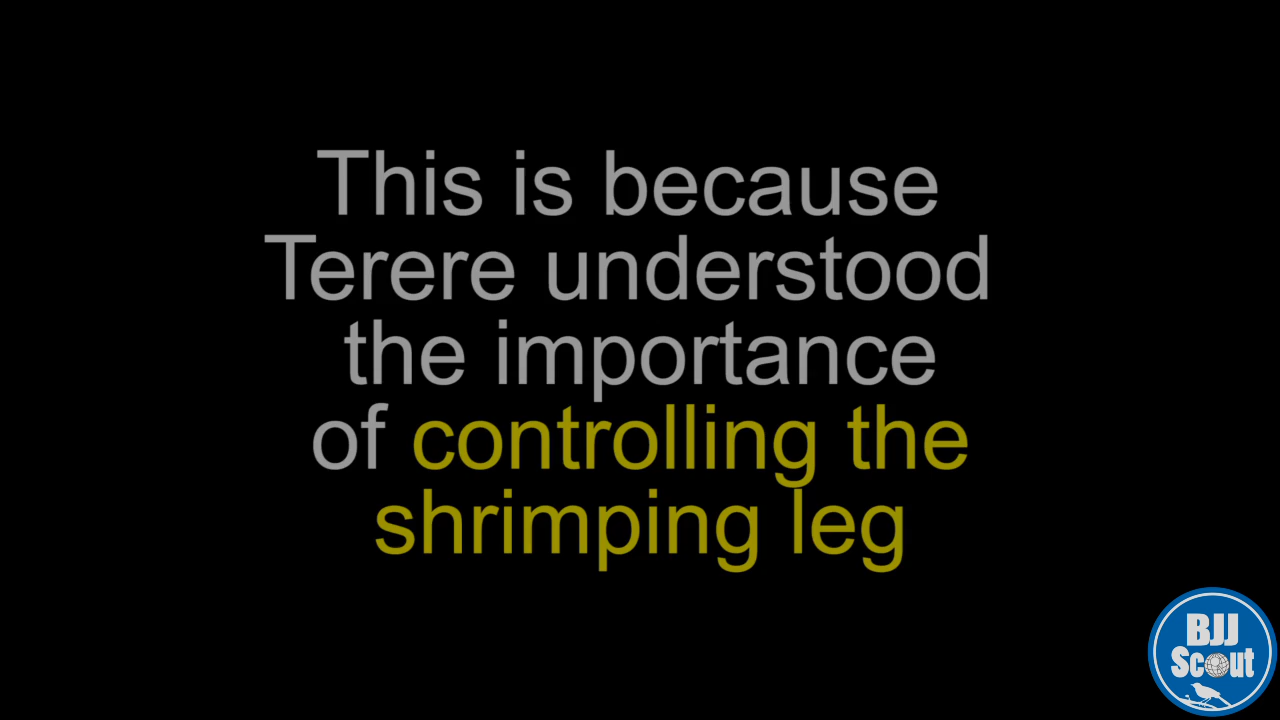 This is because
Terere understood
the importance
of controlling the
shrimping leg
BJJ
Scout